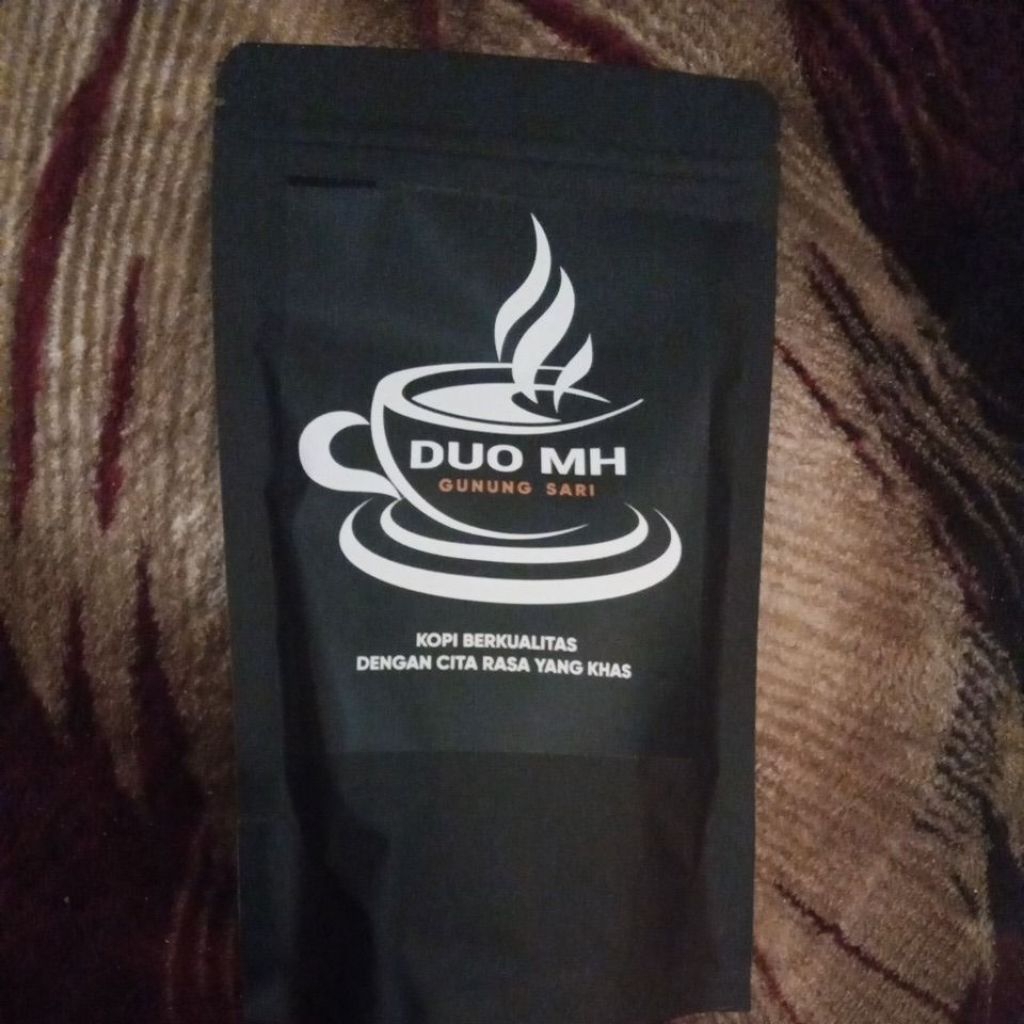 DUO MH
GUNUNG SARI
KOPI BERKUALITAS
DENGAN CITA RASA YANG KHAS